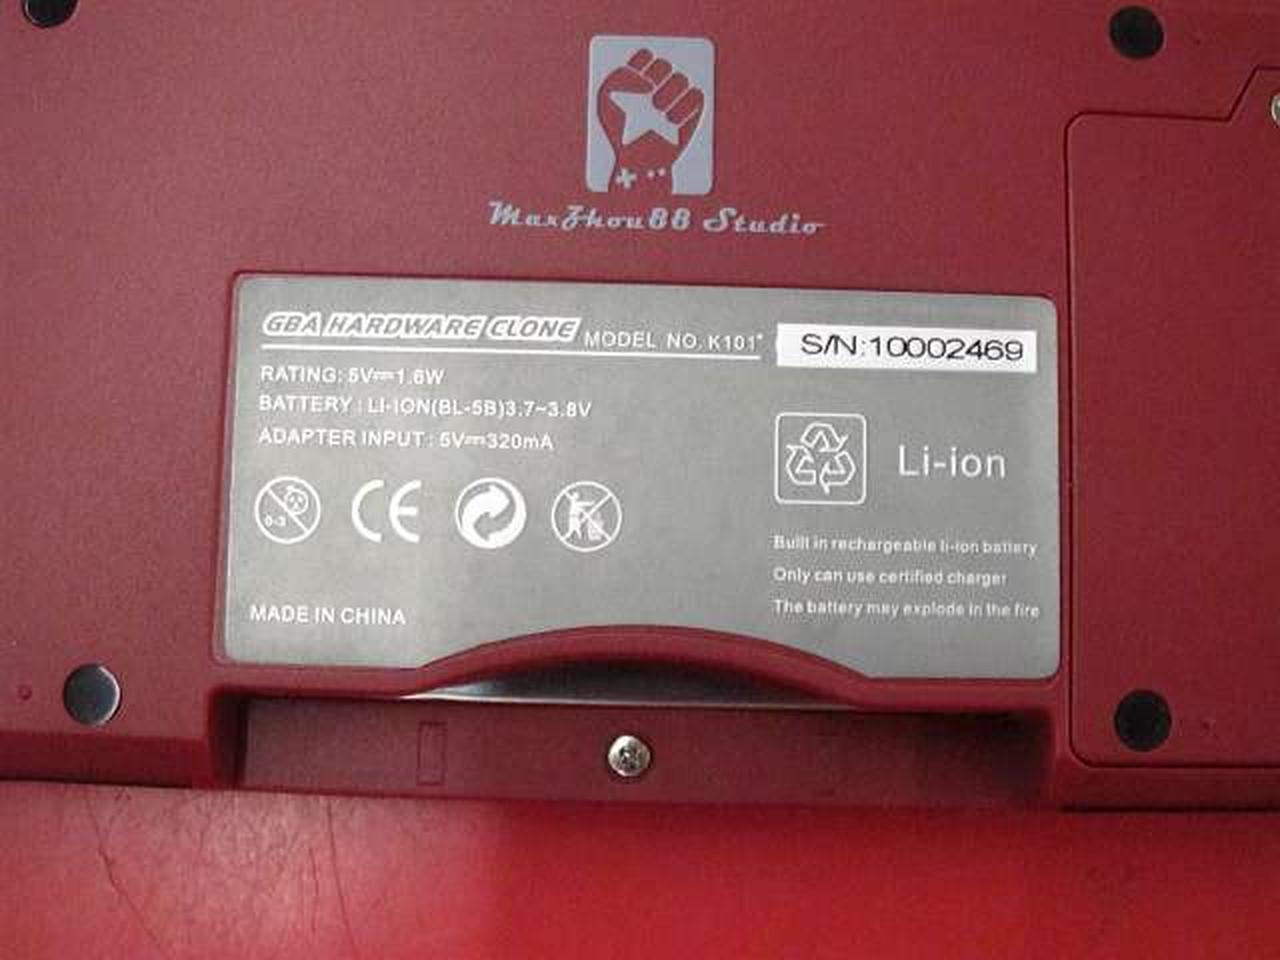 MaxZhou88 Studio
GBA HARDWARE CLONE MODEL NO. K101+
S/N:10002469
RATING: 5V⎓1.6W
BATTERY : LI-ION(BL-5B)3.7~3.8V
ADAPTER INPUT : 5V⎓320mA
0-3
CE
Li-ion
Built in rechargeable li-ion battery
Only can use certified charger
The battery may explode in the fire
MADE IN CHINA